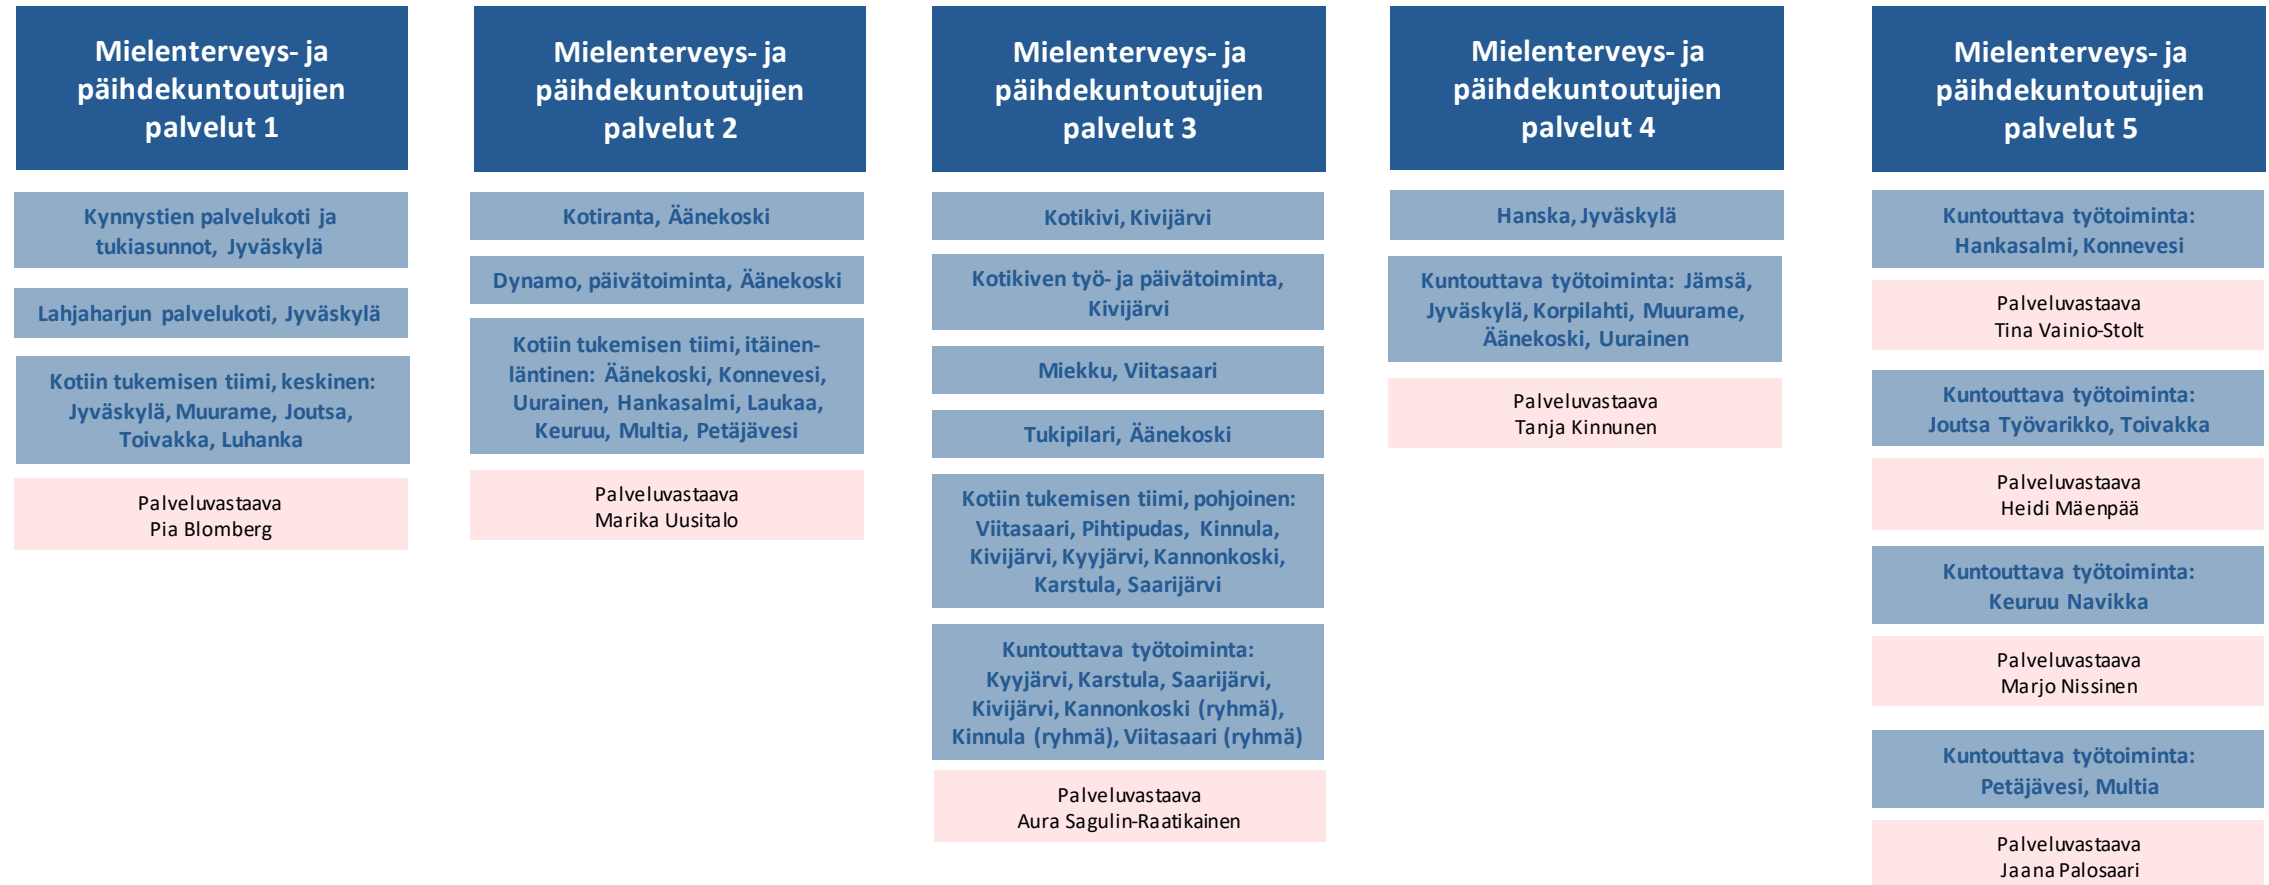 Mielenterveys- ja
päihdekuntoutujien
palvelut 1
Kynnystien palvelukoti ja
tukiasunnot, Jyväskylä
Lahjaharjun palvelukoti, Jyväskylä
Kotiin tukemisen tiimi, keskinen:
Jyväskylä, Muurame, Joutsa,
Toivakka, Luhanka
Palveluvastaava
Pia Blomberg
Mielenterveys- ja
päihdekuntoutujien
palvelut 2
Kotiranta, Äänekoski
Dynamo, päivätoiminta, Äänekoski
Kotiin tukemisen tiimi, itäinen-
läntinen: Äänekoski, Konnevesi,
Uurainen, Hankasalmi, Laukaa,
Keuruu, Multia, Petäjävesi
Palveluvastaava
Marika Uusitalo
Mielenterveys- ja
päihdekuntoutujien
palvelut 3
Kotikivi, Kivijärvi
Kotikiven työ- ja päivätoiminta,
Kivijärvi
Miekku, Viitasaari
Tukipilari, Äänekoski
Kotiin tukemisen tiimi, pohjoinen:
Viitasaari, Pihtipudas, Kinnula,
Kivijärvi, Kyyjärvi, Kannonkoski,
Karstula, Saarijärvi
Kuntouttava työtoiminta:
Kyyjärvi, Karstula, Saarijärvi,
Kivijärvi, Kannonkoski (ryhmä),
Kinnula (ryhmä), Viitasaari (ryhmä)
Palveluvastaava
Aura Sagulin-Raatikainen
Mielenterveys- ja
päihdekuntoutujien
palvelut 4
Hanska, Jyväskylä
Kuntouttava työtoiminta: Jämsä,
Jyväskylä, Korpilahti, Muurame,
Äänekoski, Uurainen
Palveluvastaava
Tanja Kinnunen
Mielenterveys- ja
päihdekuntoutujien
palvelut 5
Kuntouttava työtoiminta:
Hankasalmi, Konnevesi
Palveluvastaava
Tina Vainio-Stolt
Kuntouttava työtoiminta:
Joutsa Työvarikko, Toivakka
Palveluvastaava
Heidi Mäenpää
Kuntouttava työtoiminta:
Keuruu Navikka
Palveluvastaava
Marjo Nissinen
Kuntouttava työtoiminta:
Petäjävesi, Multia
Palveluvastaava
Jaana Palosaari